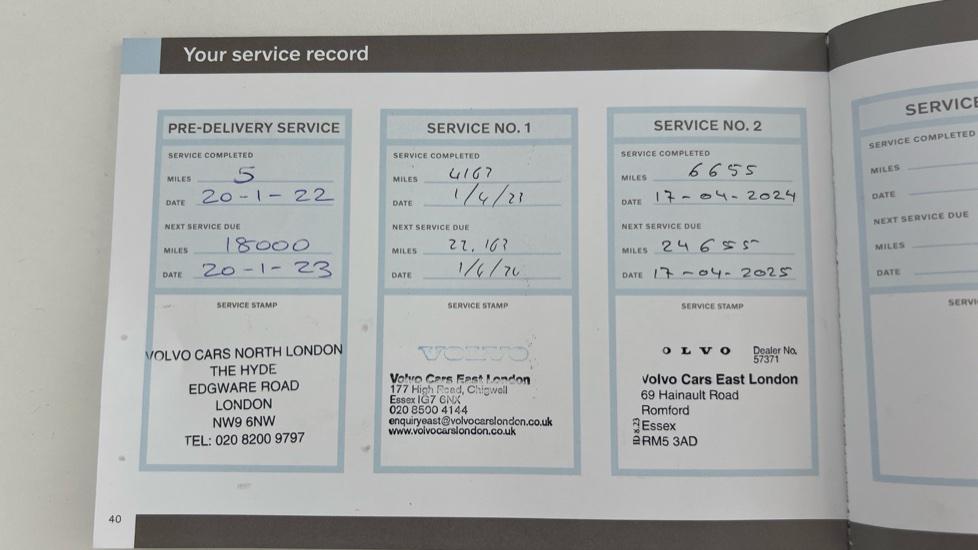 Your service record
PRE-DELIVERY SERVICE
SERVICE COMPLETED
MILES 5
DATE 20-1-22
NEXT SERVICE DUE
MILES 18000
DATE 20-1-23
SERVICE STAMP
VOLVO CARS NORTH LONDON
THE HYDE
EDGWARE ROAD
LONDON
NW9 6NW
TEL: 020 8200 9797
SERVICE NO. 1
SERVICE COMPLETED
MILES 4167
DATE 1/4/23
NEXT SERVICE DUE
MILES 22,167
DATE
SERVICE STAMP
VOLVO
Volvo Cars East London
177 High Road, Chigwell
Essex IG7 6NX
020 8500 4144
enquiryeast@volvocarslondon.co.uk
www.volvocarslondon.co.uk
SERVICE NO. 2
SERVICE COMPLETED
MILES 6655
DATE 17-04-2024
NEXT SERVICE DUE
MILES 24655
DATE 17-04-2025
SERVICE STAMP
OLVO Dealer No.
57371
Volvo Cars East London
69 Hainault Road
Romford
Essex
RM5 3AD
SERVICE
SERVICE COMPLETED
MILES
DATE
NEXT SERVICE DUE
MILES
DATE
SERVI
40